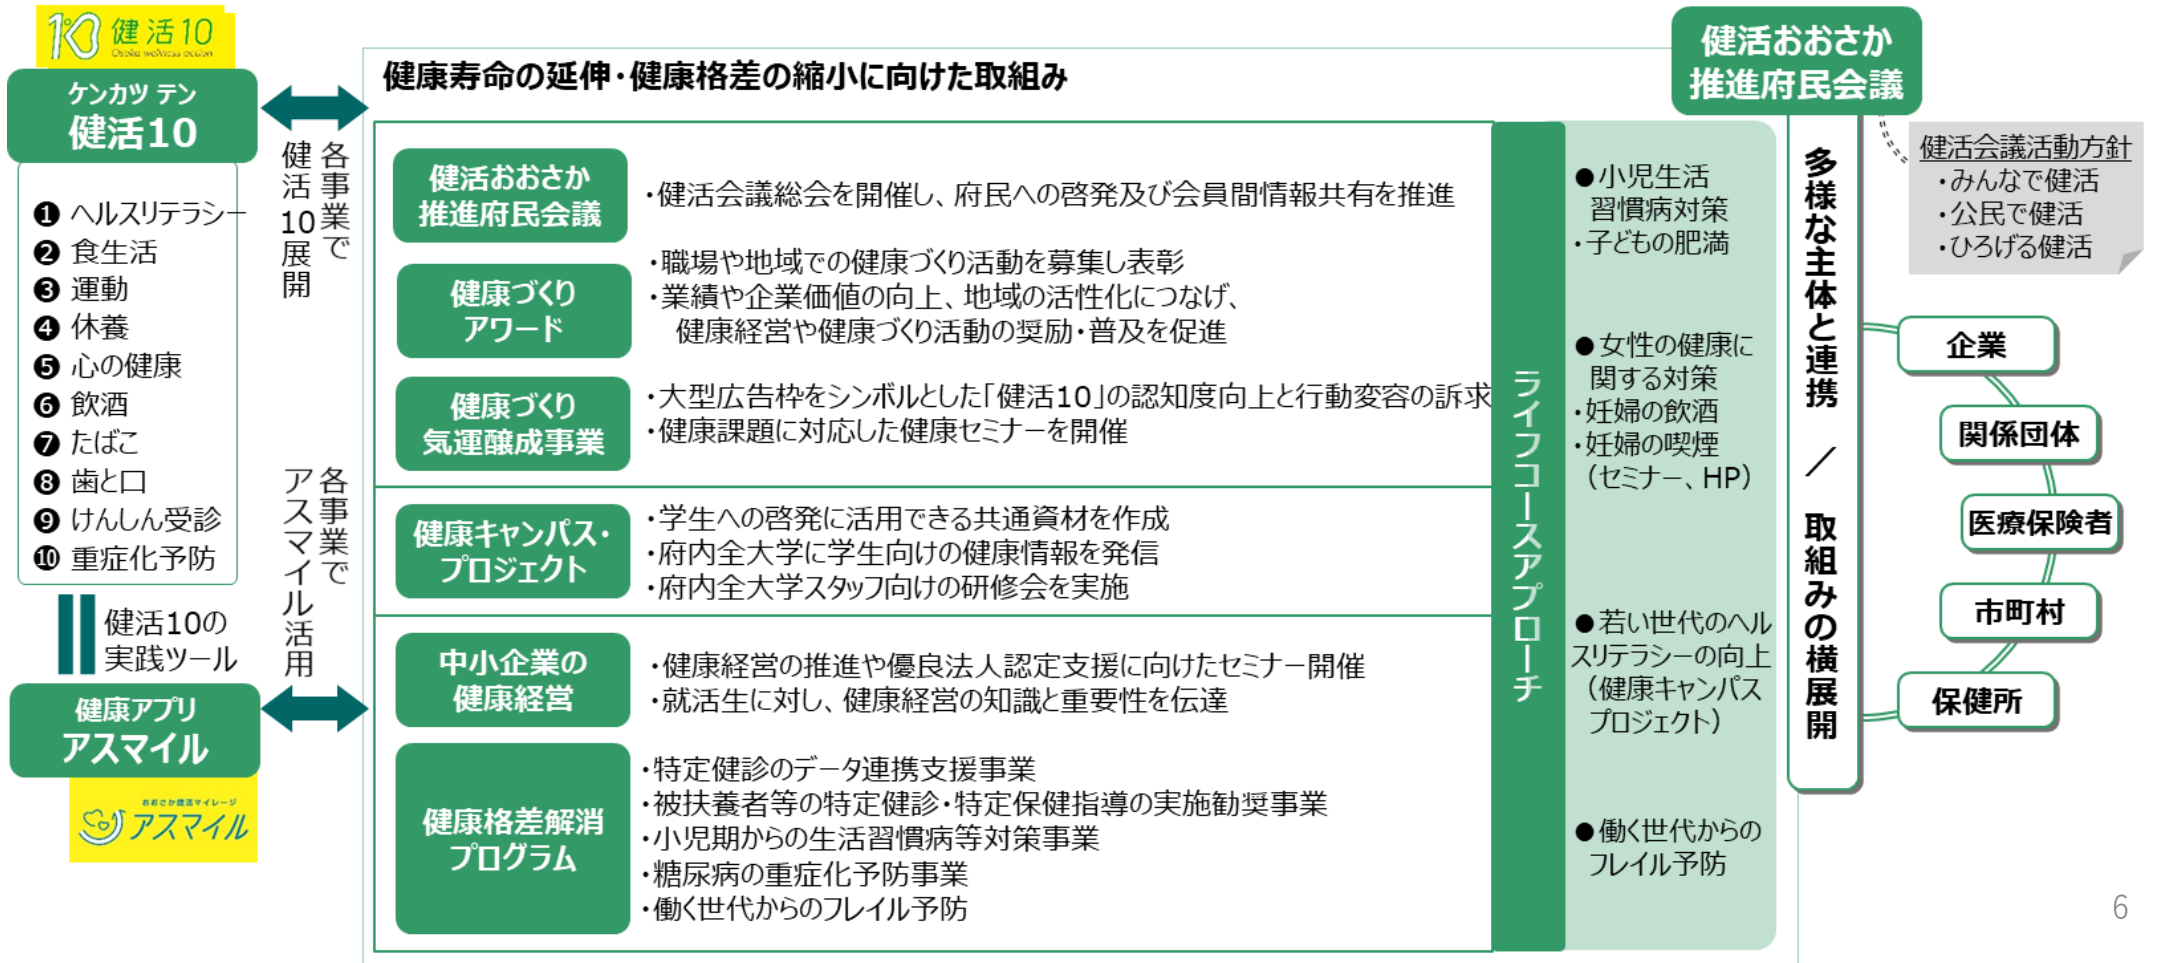 健活10
Osaka wellness action
ケンカツ テン
健活10
❶ ヘルスリテラシー
❷ 食生活
❸ 運動
❹ 休養
❺ 心の健康
❻ 飲酒
❼ たばこ
❽ 歯と口
❾ けんしん受診
❿ 重症化予防
健活10の
実践ツール
健康アプリ
アスマイル
おおさか健活マイレージ
アスマイル
各事業で
健活10展開
各事業で
アスマイル活用
健康寿命の延伸・健康格差の縮小に向けた取組み
健活おおさか
推進府民会議
・健活会議総会を開催し、府民への啓発及び会員間情報共有を推進
健康づくり
アワード
・職場や地域での健康づくり活動を募集し表彰
・業績や企業価値の向上、地域の活性化につなげ、
健康経営や健康づくり活動の奨励・普及を促進
健康づくり
気運醸成事業
・大型広告枠をシンボルとした「健活10」の認知度向上と行動変容の訴求
・健康課題に対応した健康セミナーを開催
健康キャンパス・
プロジェクト
・学生への啓発に活用できる共通資材を作成
・府内全大学に学生向けの健康情報を発信
・府内全大学スタッフ向けの研修会を実施
中小企業の
健康経営
・健康経営の推進や優良法人認定支援に向けたセミナー開催
・就活生に対し、健康経営の知識と重要性を伝達
健康格差解消
プログラム
・特定健診のデータ連携支援事業
・被扶養者等の特定健診・特定保健指導の実施勧奨事業
・小児期からの生活習慣病等対策事業
・糖尿病の重症化予防事業
・働く世代からのフレイル予防
ライフコースアプローチ
●小児生活
習慣病対策
・子どもの肥満
●女性の健康に
関する対策
・妊婦の飲酒
・妊婦の喫煙
（セミナー、HP）
●若い世代のヘル
スリテラシーの向上
（健康キャンパス
プロジェクト）
●働く世代からの
フレイル予防
健活おおさか
推進府民会議
多様な主体と連携 ／ 取組みの横展開
健活会議活動方針
・みんなで健活
・公民で健活
・ひろげる健活
企業
関係団体
医療保険者
市町村
保健所
6